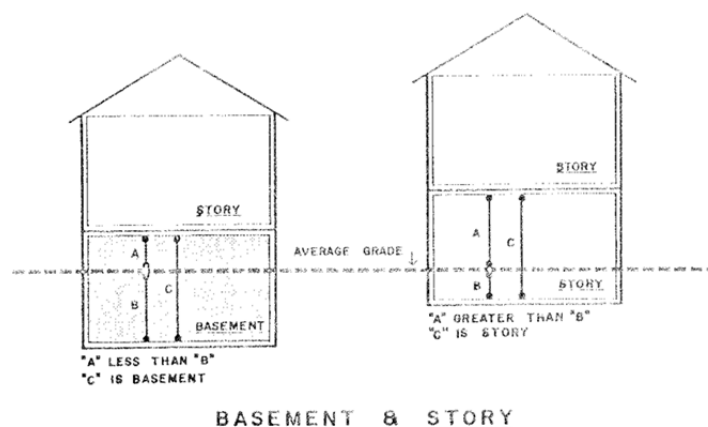 STORY
A
C
B
BASEMENT
"A" LESS THAN "B"
"C" IS BASEMENT
AVERAGE GRADE
STORY
A
C
B
STORY
"A" GREATER THAN "B"
"C" IS STORY
BASEMENT & STORY